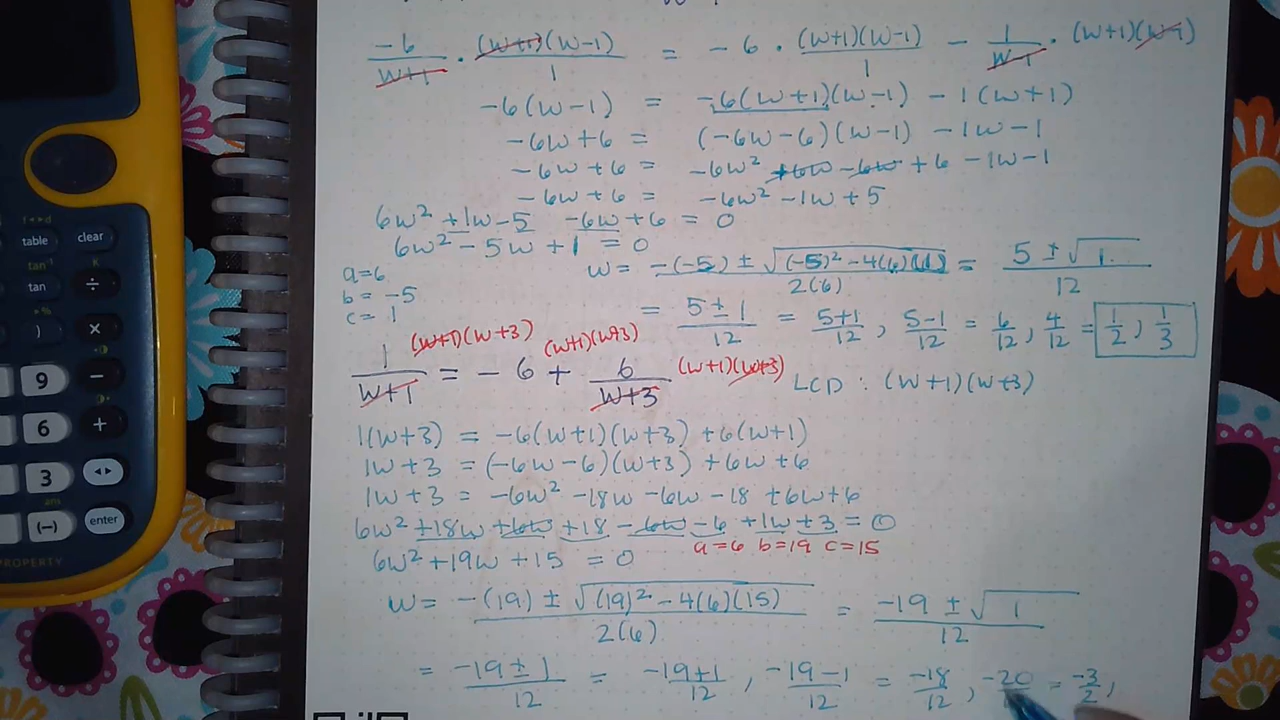 -6/(w+1) · (w+1)(w-1)/1 = -6 · (w+1)(w-1)/1 - 1/(w-1) · (w+1)(w-1)
-6(w-1) = -6(w+1)(w-1) - 1(w+1)
-6w+6 = (-6w-6)(w-1) -1w-1
-6w+6 = -6w² +6w -6w +6 -1w-1
-6w+6 = -6w² -1w+5
6w² +1w-5 -6w+6 = 0
6w² -5w+1 = 0
a=6
b=-5
c=1
w = -(-5) ± √((-5)²-4(6)(1)) / 2(6) = 5 ± √1 / 12
= 5±1/12 = 5+1/12, 5-1/12 = 6/12, 4/12 = 1/2, 1/3
(w+1)(w+3) (w+1)(w+3) (w+1)(w+3)
1/(w+1) = -6 + 6/(w+3) LCD : (w+1)(w+3)
1(w+3) = -6(w+1)(w+3) +6(w+1)
1w+3 = (-6w-6)(w+3) +6w+6
1w+3 = -6w² -18w -6w -18 +6w+6
6w² +18w +6w +18 -6w -6 +1w+3 = 0
a=6 b=19 c=15
6w² +19w+15 = 0
w = -(19) ± √((19)²-4(6)(15)) / 2(6) = -19 ± √1 / 12
= -19±1/12 = -19+1/12, -19-1/12 = -18/12, -20 = -3/2,
table
clear
tan⁻¹
tan
÷
)
×
9
−
6
+
3
ans
(−)
enter
PROPERTY